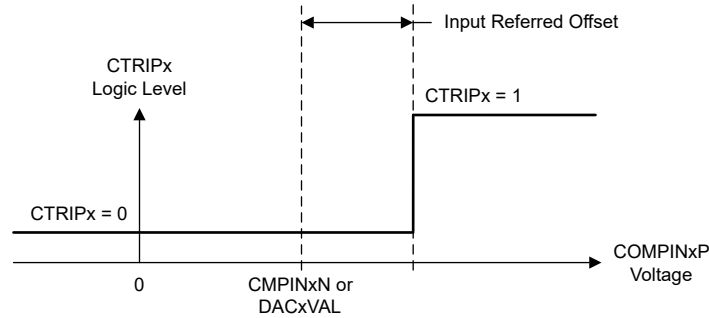 Input Referred Offset
CTRIPx
Logic Level
CTRIPx = 1
CTRIPx = 0
COMPINxP
Voltage
0
CMPINxN or
DACxVAL